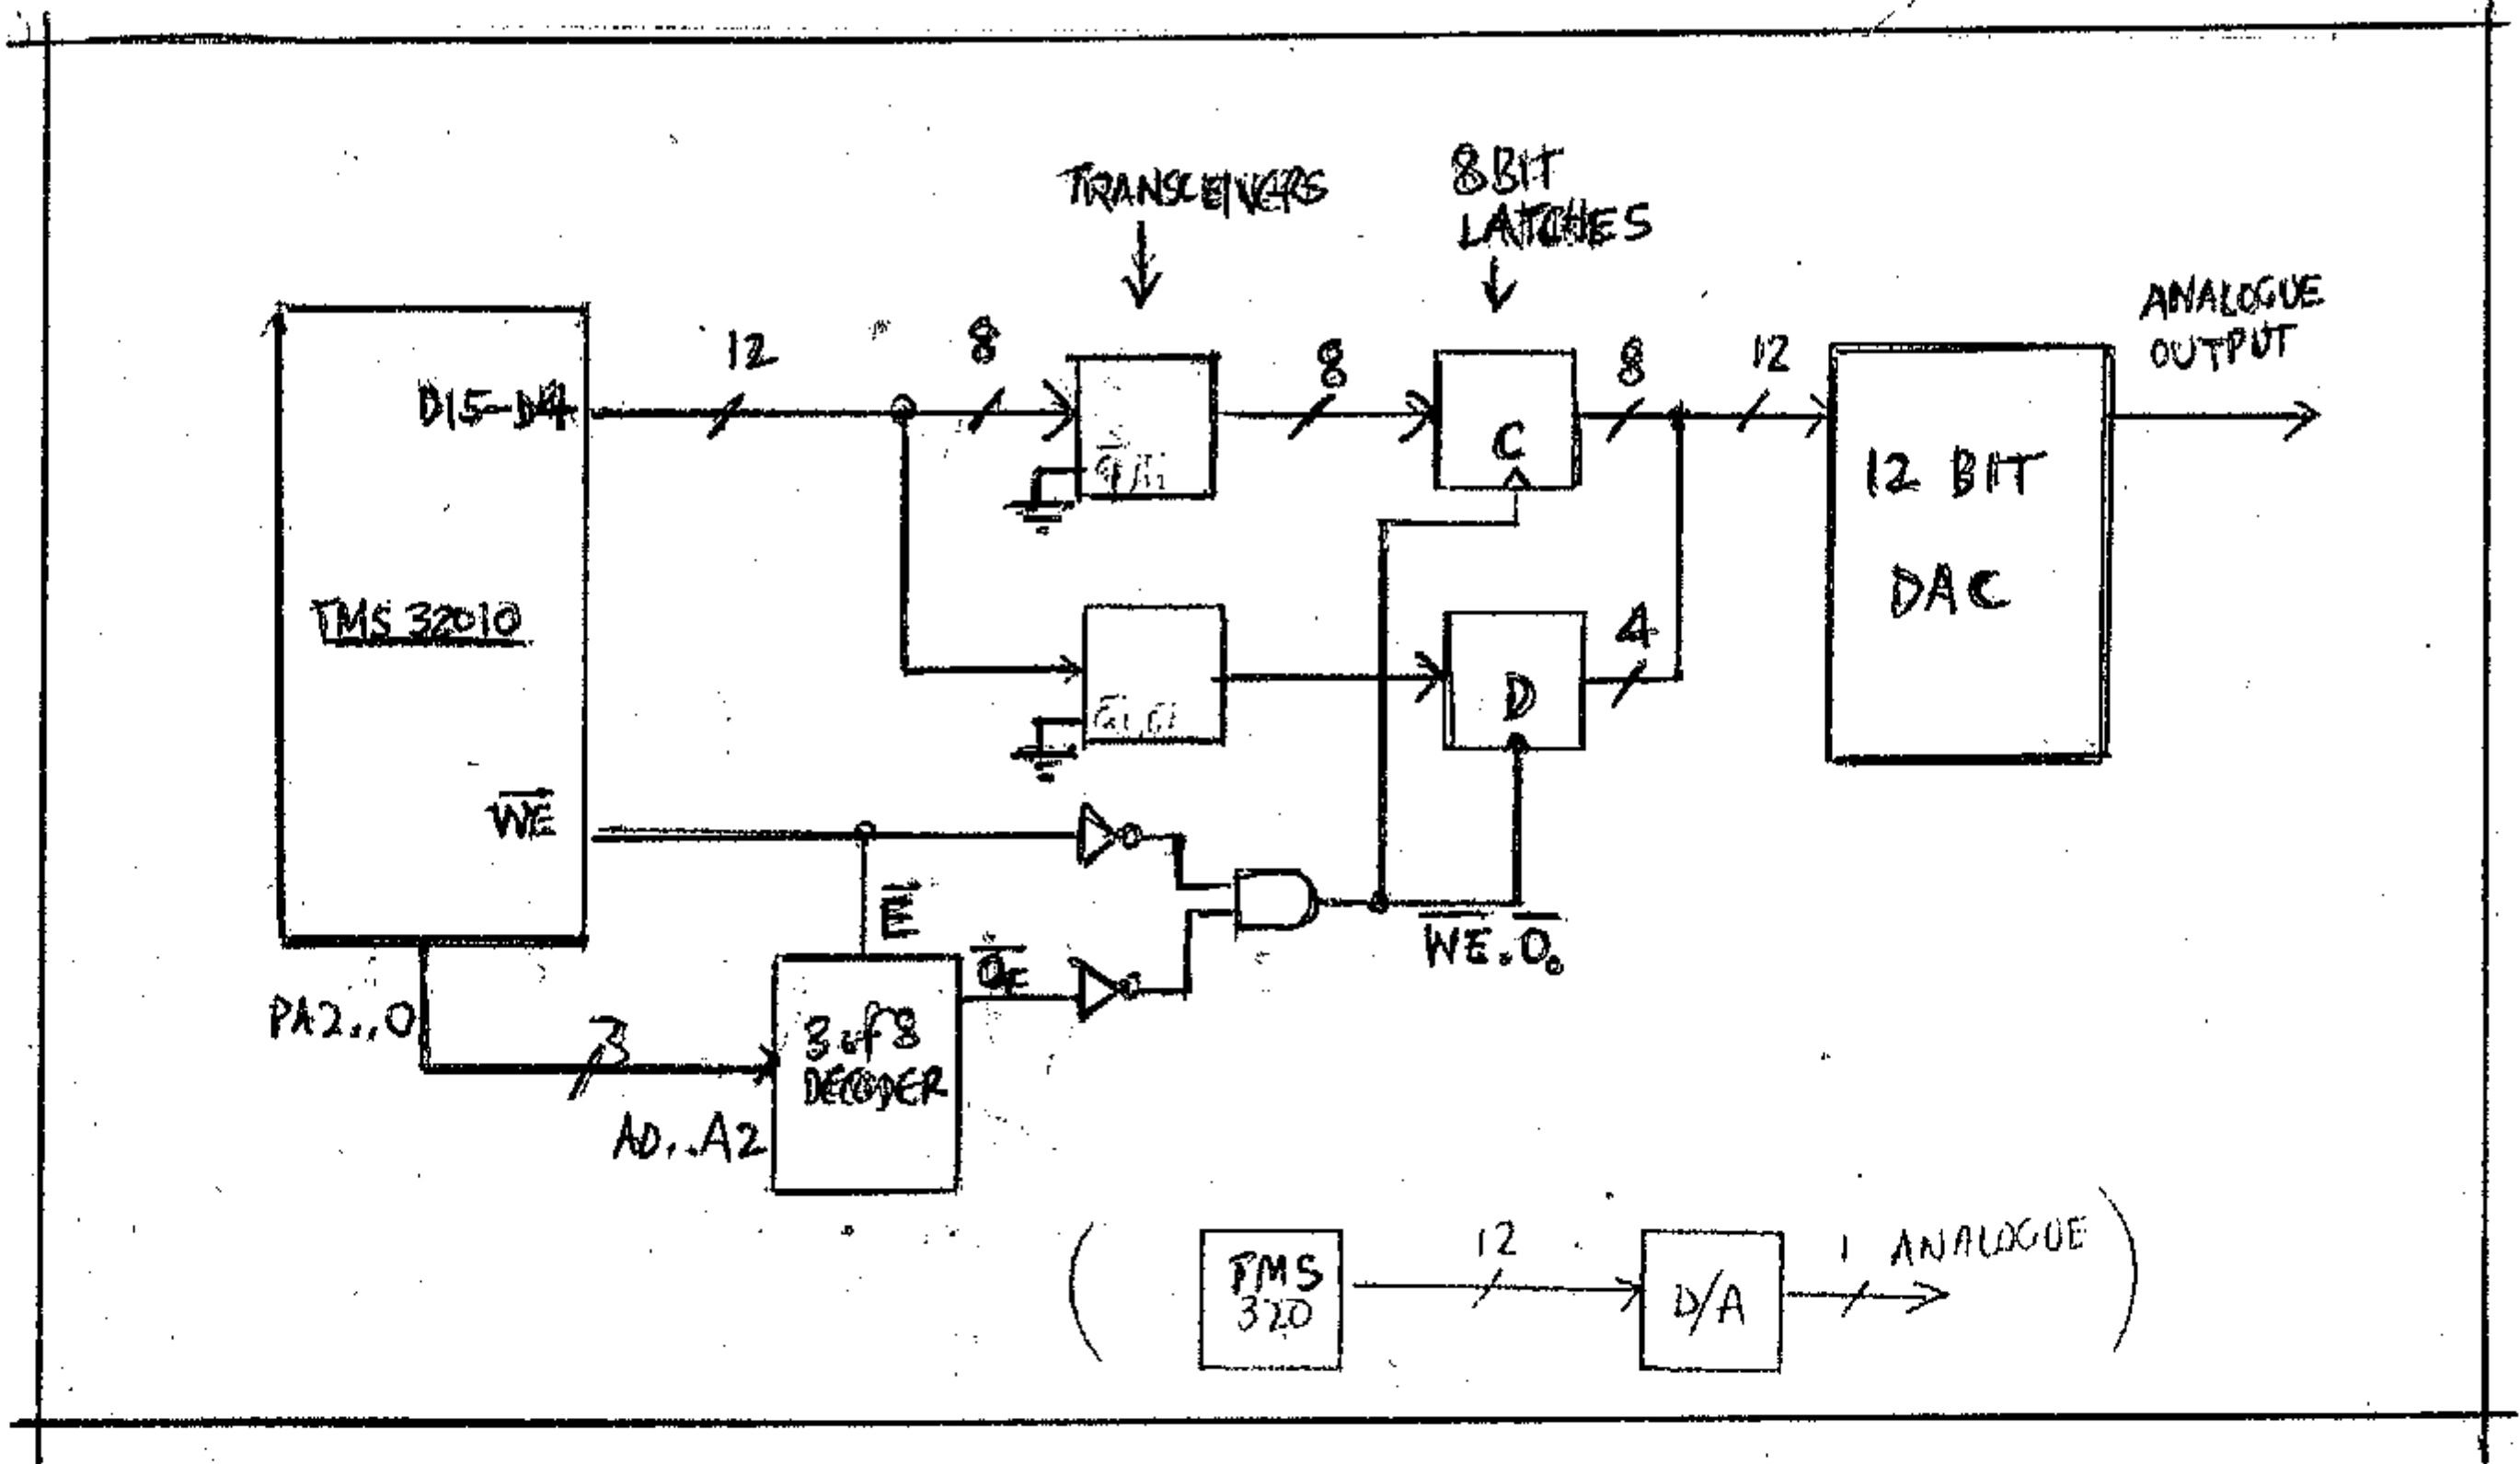 TRANSCEIVERS
8 BIT
LATCHES
ANALOGUE
OUTPUT
12
8
8
8
12
D15-D4
C
12 BIT
DAC
TMS 32010
4
D
WE
E
WE.O₀
PA2..0
3
3 of 8
DECODER
A0..A2
TMS
320
12
D/A
1 ANALOGUE